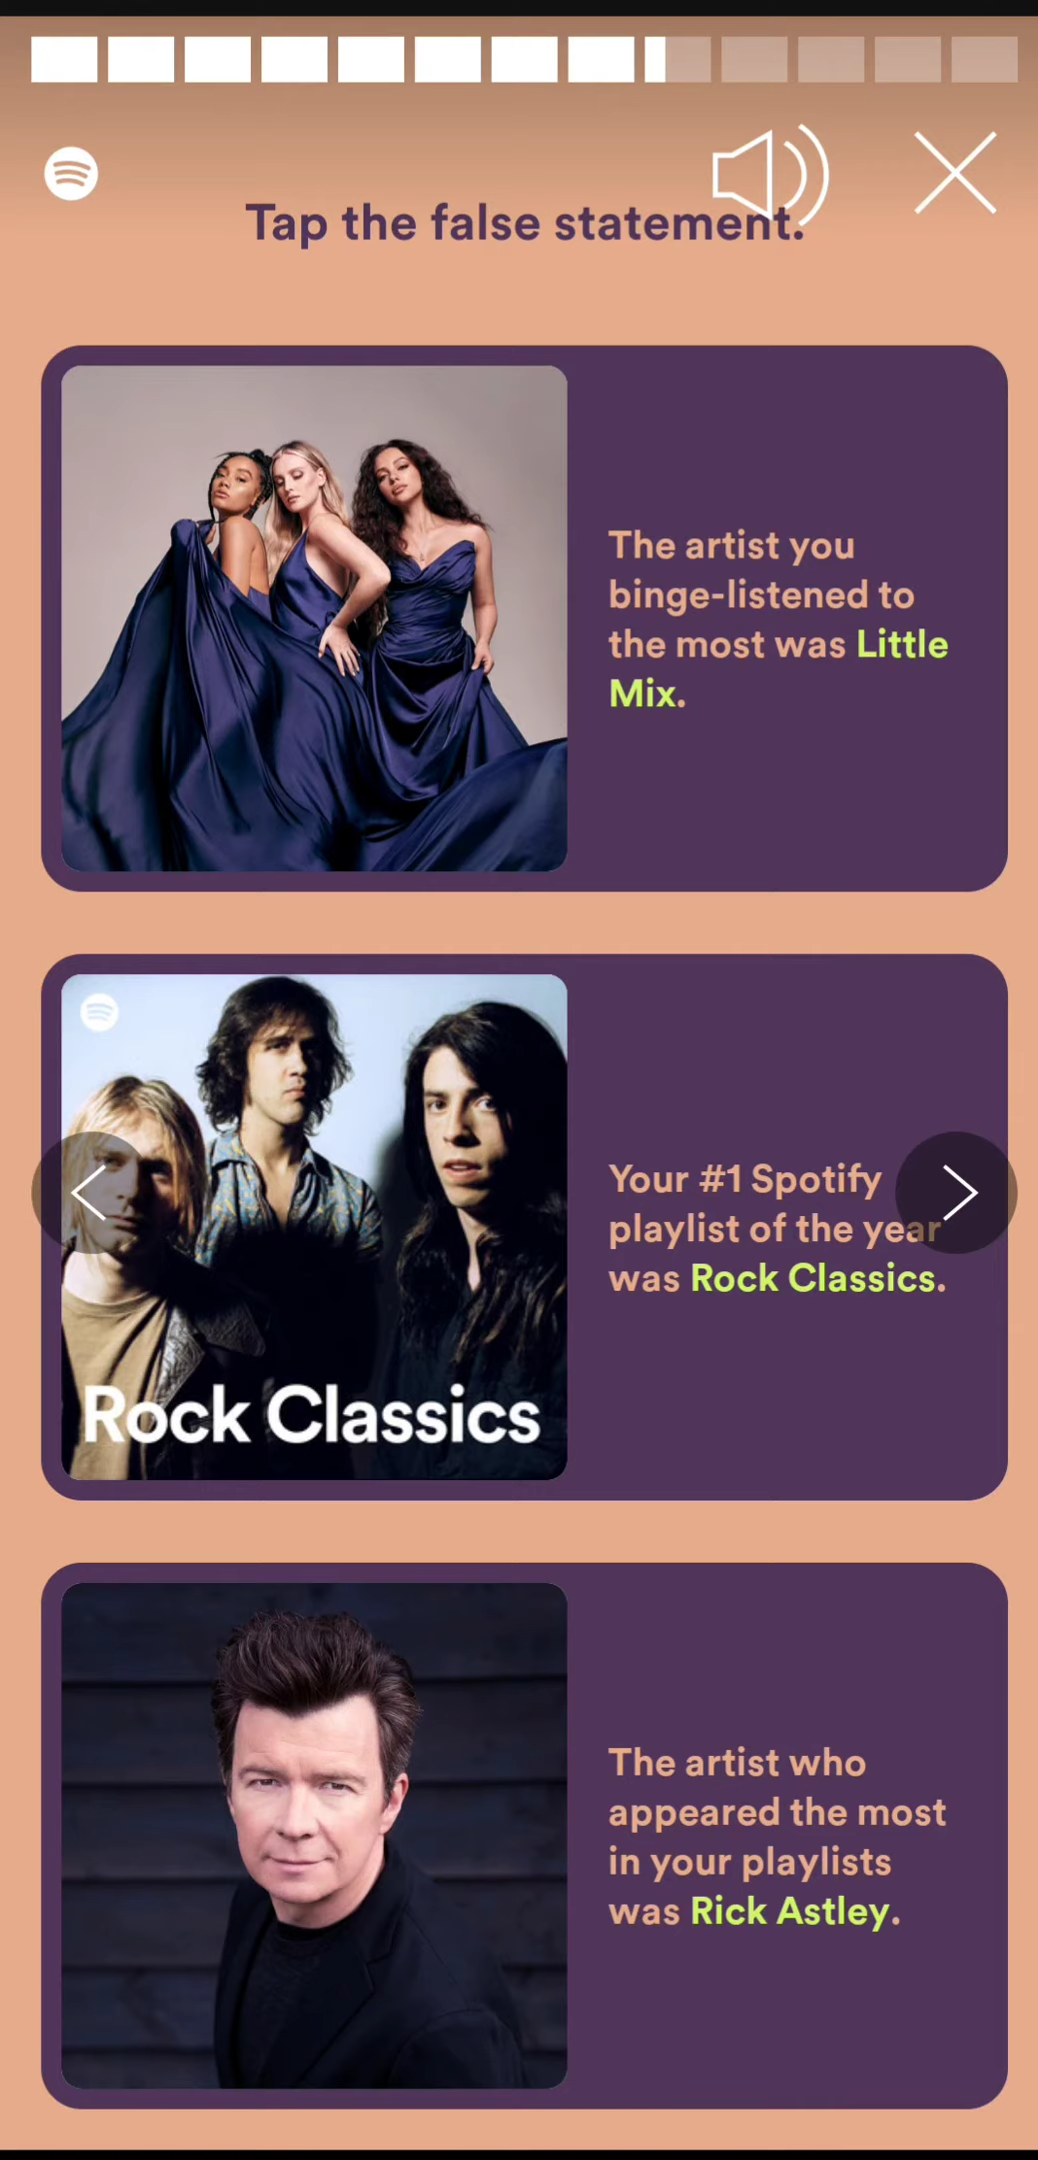 Tap the false statement.
The artist you
binge-listened to
the most was Little
Mix.
Rock Classics
Your #1 Spotify
playlist of the year
was Rock Classics.
The artist who
appeared the most
in your playlists
was Rick Astley.